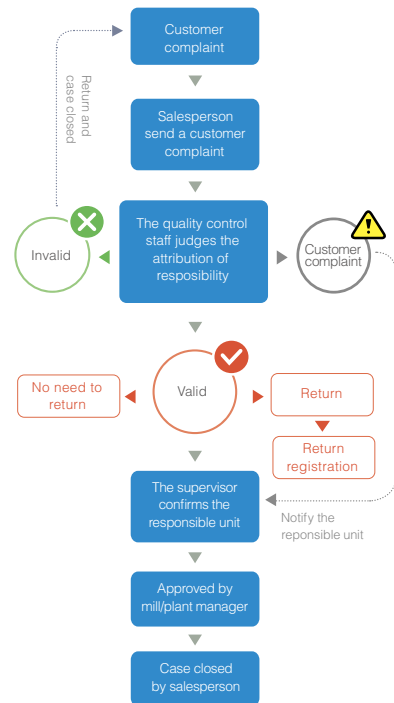 Customer
complaint
Return and
case closed
Salesperson
send a customer
complaint
Invalid
The quality control
staff judges the
attribution of
resposibility
Customer
complaint
No need to
return
Valid
Return
Return
registration
The supervisor
confirms the
responsible unit
Notify the
reponsible unit
Approved by
mill/plant manager
Case closed
by salesperson